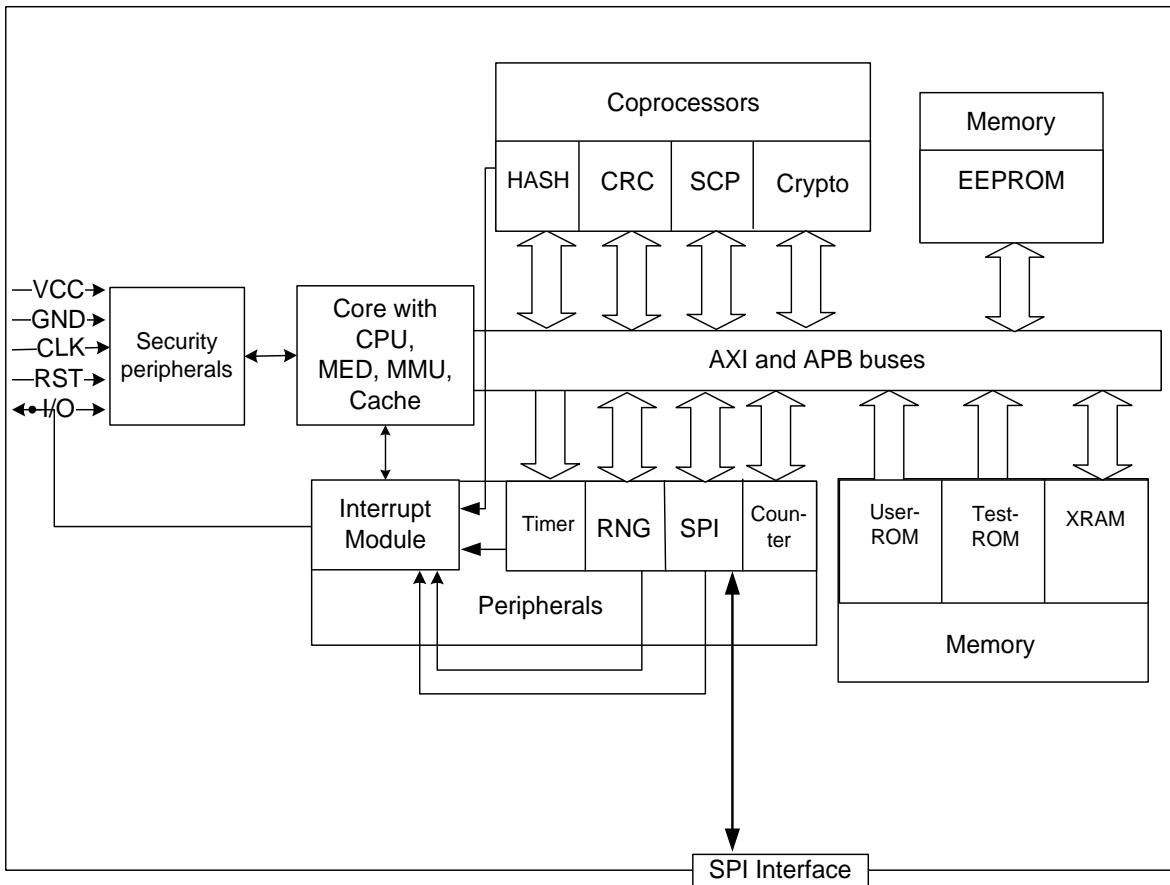 Coprocessors
HASH
CRC
SCP
Crypto
Memory
EEPROM
VCC
GND
CLK
RST
I/O
Security
peripherals
Core with
CPU,
MED, MMU,
Cache
AXI and APB buses
Interrupt
Module
Timer
RNG
SPI
Coun-
ter
Peripherals
User-
ROM
Test-
ROM
XRAM
Memory
SPI Interface